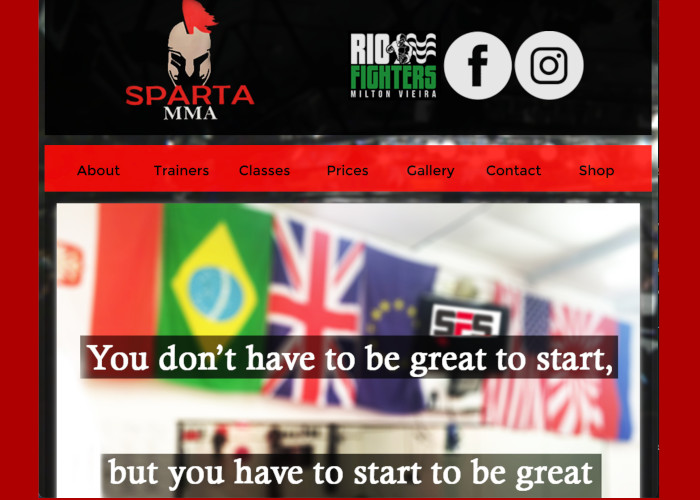 RIO
FIGHTERS
MILTON VIEIRA
SPARTA
MMA
About Trainers Classes Prices Gallery Contact Shop
SFS
You don't have to be great to start,
but you have to start to be great